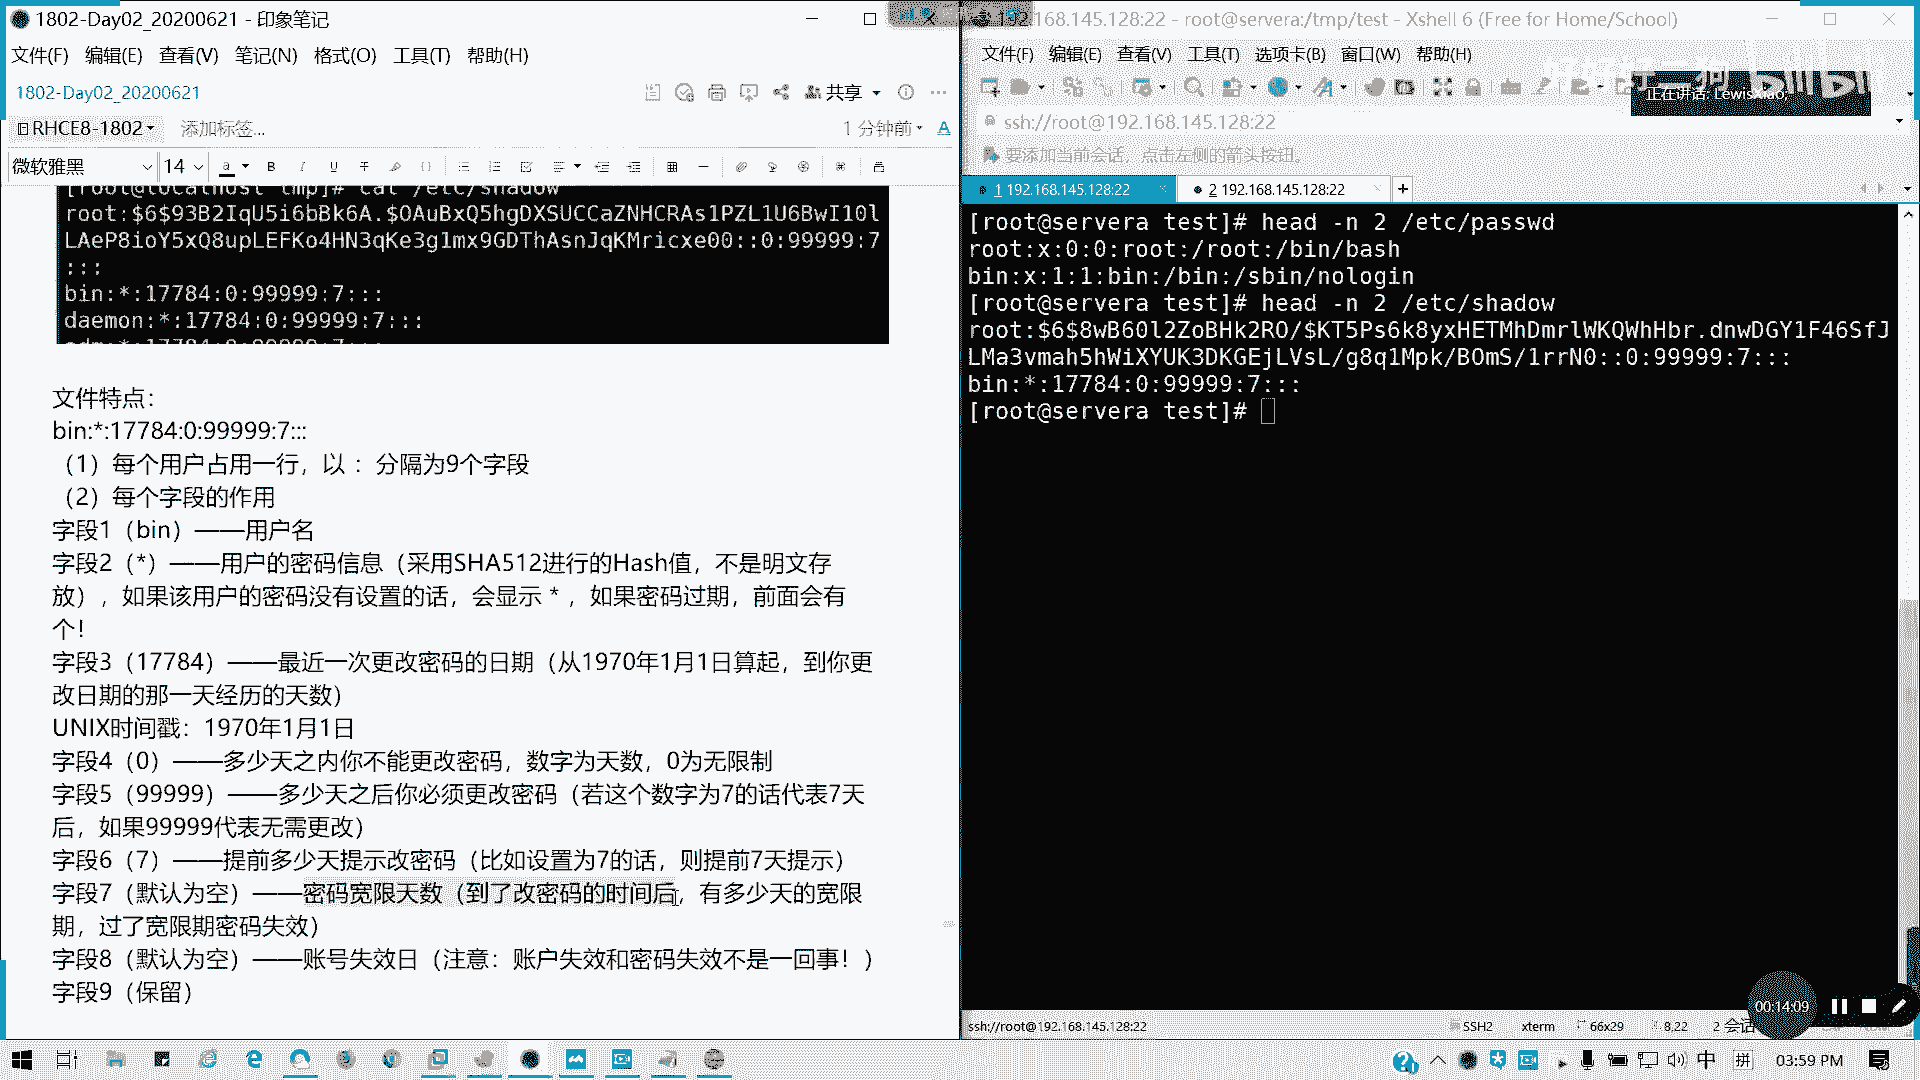 1802-Day02_20200621 - 印象笔记
文件(F) 编辑(E) 查看(V) 笔记(N) 格式(O) 工具(T) 帮助(H)
1802-Day02_20200621
共享
RHCE8-1802
添加标签...
1 分钟前
微软雅黑 14
[root@localhost tmp]# cat /etc/shadow
root:$6$93B2IqU5i6bBk6A.$OAuBxQ5hgDXSUCCaZNHCRAs1PZL1U6BwI10l
LAeP8ioY5xQ8upLEFKo4HN3qKe3g1mx9GDThAsnJqKMricxe00::0:99999:7
:::
bin:*:17784:0:99999:7:::
daemon:*:17784:0:99999:7:::
文件特点：
bin:*:17784:0:99999:7:::
（1）每个用户占用一行，以 ：分隔为9个字段
（2）每个字段的作用
字段1（bin）——用户名
字段2（*）——用户的密码信息（采用SHA512进行的Hash值，不是明文存
放），如果该用户的密码没有设置的话，会显示 * ，如果密码过期，前面会有
个！
字段3（17784）——最近一次更改密码的日期（从1970年1月1日算起，到你更
改日期的那一天经历的天数）
UNIX时间戳：1970年1月1日
字段4（0）——多少天之内你不能更改密码，数字为天数，0为无限制
字段5（99999）——多少天之后你必须更改密码（若这个数字为7的话代表7天
后，如果99999代表无需更改）
字段6（7）——提前多少天提示改密码（比如设置为7的话，则提前7天提示）
字段7（默认为空）——密码宽限天数（到了改密码的时间后，有多少天的宽限
期，过了宽限期密码失效）
字段8（默认为空）——账号失效日（注意：账户失效和密码失效不是一回事！）
字段9（保留）
192.168.145.128:22 - root@servera:/tmp/test - Xshell 6 (Free for Home/School)
文件(F) 编辑(E) 查看(V) 工具(T) 选项卡(B) 窗口(W) 帮助(H)
正在讲话: LewisXiao;
ssh://root@192.168.145.128:22
要添加当前会话，点击左侧的箭头按钮。
1 192.168.145.128:22
2 192.168.145.128:22
[root@servera test]# head -n 2 /etc/passwd
root:x:0:0:root:/root:/bin/bash
bin:x:1:1:bin:/bin:/sbin/nologin
[root@servera test]# head -n 2 /etc/shadow
root:$6$8wB60l2ZoBHk2RO/$KT5Ps6k8yxHETMhDmrlWKQWhHbr.dnwDGY1F46SfJ
LMa3vmah5hWiXYUK3DKGEjLVsL/g8q1Mpk/BOmS/1rrN0::0:99999:7:::
bin:*:17784:0:99999:7:::
[root@servera test]#
00:14:09
ssh://root@192.168.145.128:22 SSH2 xterm 66x29 8,22 2 会话
中 拼 03:59 PM